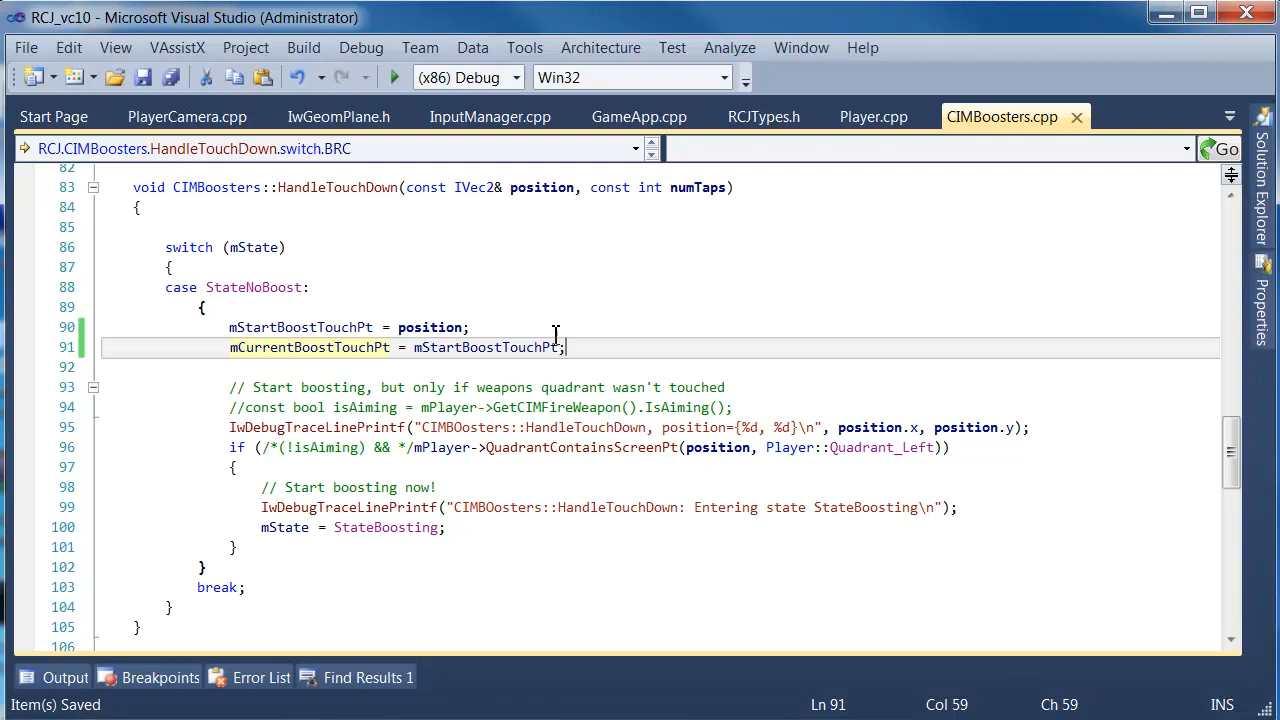 RCJ_vc10 - Microsoft Visual Studio (Administrator)
File Edit View VAssistX Project Build Debug Team Data Tools Architecture Test Analyze Window Help
(x86) Debug Win32
Start Page PlayerCamera.cpp IwGeomPlane.h InputManager.cpp GameApp.cpp RCJTypes.h Player.cpp CIMBoosters.cpp
RCJ.CIMBoosters.HandleTouchDown.switch.BRC Go
82
83 void CIMBoosters::HandleTouchDown(const IVec2& position, const int numTaps)
84 {
85
86 switch (mState)
87 {
88 case StateNoBoost:
89 {
90 mStartBoostTouchPt = position;
91 mCurrentBoostTouchPt = mStartBoostTouchPt;
92
93 // Start boosting, but only if weapons quadrant wasn't touched
94 //const bool isAiming = mPlayer->GetCIMFireWeapon().IsAiming();
95 IwDebugTraceLinePrintf("CIMBOosters::HandleTouchDown, position={%d, %d}\n", position.x, position.y);
96 if (/*(!isAiming) && */mPlayer->QuadrantContainsScreenPt(position, Player::Quadrant_Left))
97 {
98 // Start boosting now!
99 IwDebugTraceLinePrintf("CIMBOosters::HandleTouchDown: Entering state StateBoosting\n");
100 mState = StateBoosting;
101 }
102 }
103 break;
104 }
105 }
106
Solution Explorer
Properties
Output Breakpoints Error List Find Results 1
Item(s) Saved Ln 91 Col 59 Ch 59 INS